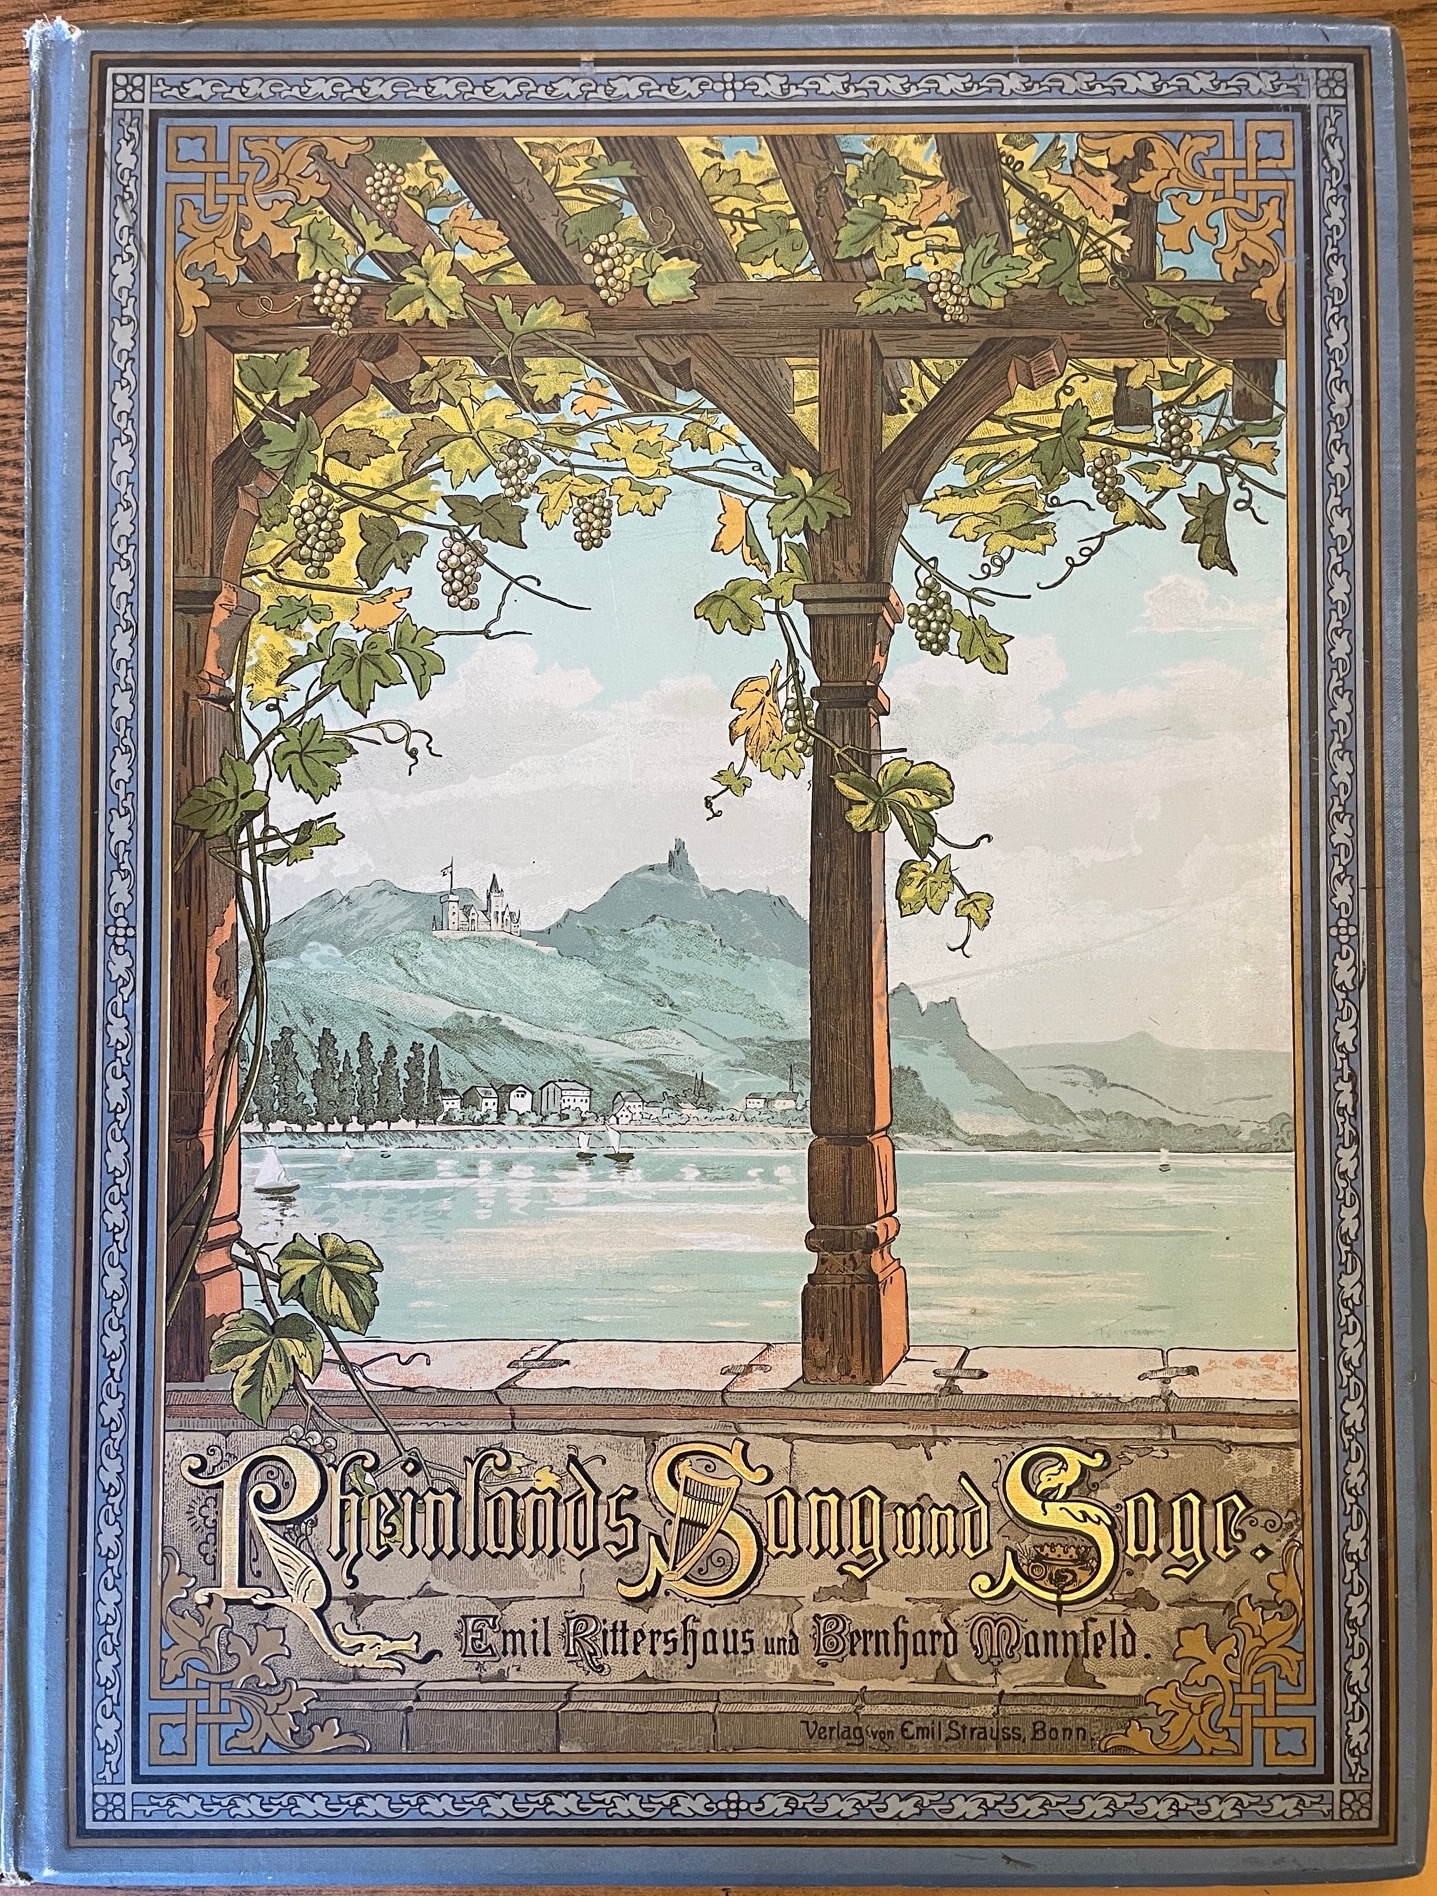 Rheinlands Sang und Sage.
Emil Rittershaus und Bernhard Mannfeld.
Verlag von Emil Strauss, Bonn.